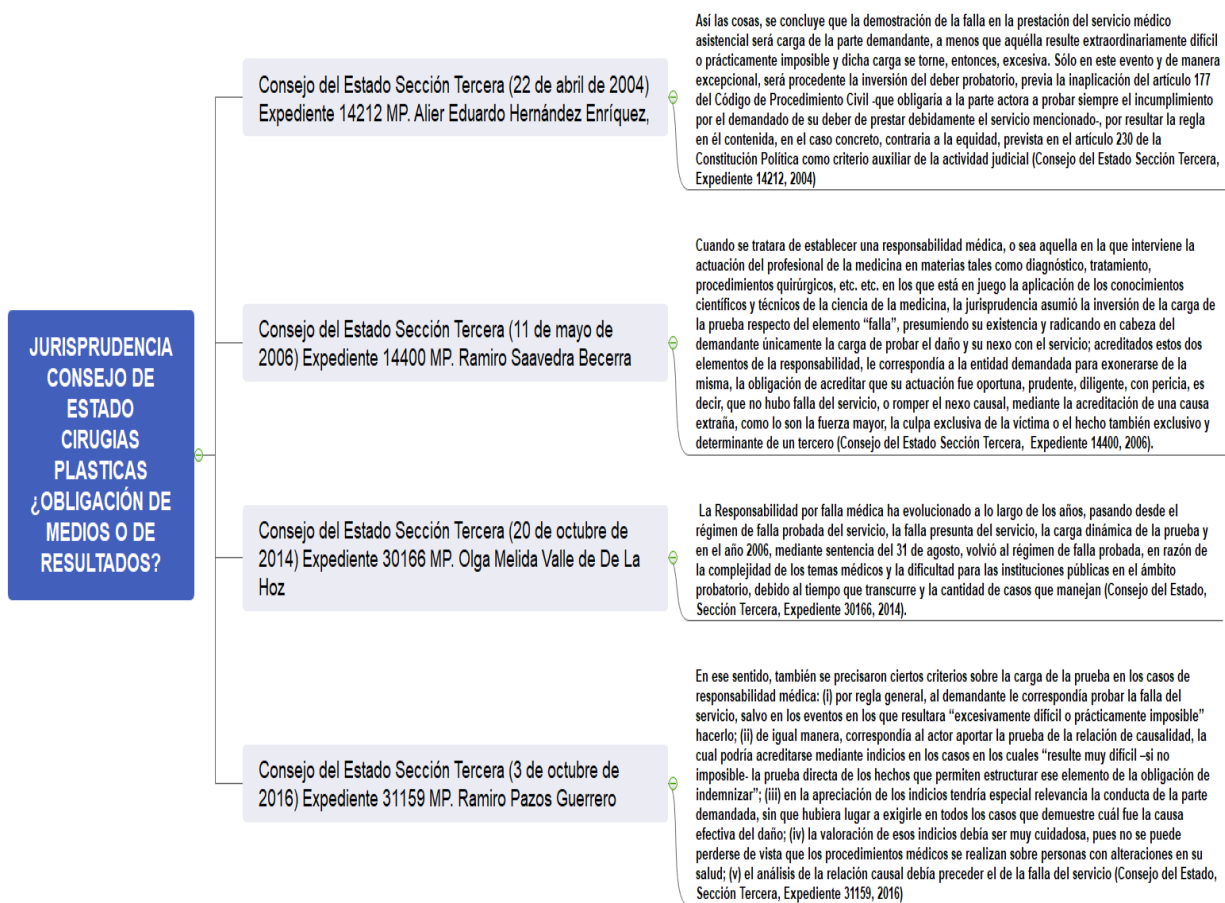 JURISPRUDENCIA
CONSEJO DE
ESTADO
CIRUGIAS
PLASTICAS
¿OBLIGACIÓN DE
MEDIOS O DE
RESULTADOS?
Consejo del Estado Sección Tercera (22 de abril de 2004)
Expediente 14212 MP. Alier Eduardo Hernández Enríquez,
Así las cosas, se concluye que la demostración de la falla en la prestación del servicio médico
asistencial será carga de la parte demandante, a menos que aquélla resulte extraordinariamente difícil
o prácticamente imposible y dicha carga se torne, entonces, excesiva. Sólo en este evento y de manera
excepcional, será procedente la inversión del deber probatorio, previa la inaplicación del artículo 177
del Código de Procedimiento Civil -que obligaría a la parte actora a probar siempre el incumplimiento
por el demandado de su deber de prestar debidamente el servicio mencionado-, por resultar la regla
en él contenida, en el caso concreto, contraria a la equidad, prevista en el artículo 230 de la
Constitución Política como criterio auxiliar de la actividad judicial (Consejo del Estado Sección Tercera,
Expediente 14212, 2004)
Consejo del Estado Sección Tercera (11 de mayo de
2006) Expediente 14400 MP. Ramiro Saavedra Becerra
Cuando se tratara de establecer una responsabilidad médica, o sea aquella en la que interviene la
actuación del profesional de la medicina en materias tales como diagnóstico, tratamiento,
procedimientos quirúrgicos, etc. etc. en los que está en juego la aplicación de los conocimientos
científicos y técnicos de la ciencia de la medicina, la jurisprudencia asumió la inversión de la carga de
la prueba respecto del elemento “falla”, presumiendo su existencia y radicando en cabeza del
demandante únicamente la carga de probar el daño y su nexo con el servicio; acreditados estos dos
elementos de la responsabilidad, le correspondía a la entidad demandada para exonerarse de la
misma, la obligación de acreditar que su actuación fue oportuna, prudente, diligente, con pericia, es
decir, que no hubo falla del servicio, o romper el nexo causal, mediante la acreditación de una causa
extraña, como lo son la fuerza mayor, la culpa exclusiva de la víctima o el hecho también exclusivo y
determinante de un tercero (Consejo del Estado Sección Tercera, Expediente 14400, 2006).
Consejo del Estado Sección Tercera (20 de octubre de
2014) Expediente 30166 MP. Olga Melida Valle de De La
Hoz
La Responsabilidad por falla médica ha evolucionado a lo largo de los años, pasando desde el
régimen de falla probada del servicio, la falla presunta del servicio, la carga dinámica de la prueba y
en el año 2006, mediante sentencia del 31 de agosto, volvió al régimen de falla probada, en razón de
la complejidad de los temas médicos y la dificultad para las instituciones públicas en el ámbito
probatorio, debido al tiempo que transcurre y la cantidad de casos que manejan (Consejo del Estado,
Sección Tercera, Expediente 30166, 2014).
Consejo del Estado Sección Tercera (3 de octubre de
2016) Expediente 31159 MP. Ramiro Pazos Guerrero
En ese sentido, también se precisaron ciertos criterios sobre la carga de la prueba en los casos de
responsabilidad médica: (i) por regla general, al demandante le correspondía probar la falla del
servicio, salvo en los eventos en los que resultara “excesivamente difícil o prácticamente imposible”
hacerlo; (ii) de igual manera, correspondía al actor aportar la prueba de la relación de causalidad, la
cual podría acreditarse mediante indicios en los casos en los cuales “resulte muy difícil –si no
imposible- la prueba directa de los hechos que permiten estructurar ese elemento de la obligación de
indemnizar”; (iii) en la apreciación de los indicios tendría especial relevancia la conducta de la parte
demandada, sin que hubiera lugar a exigirle en todos los casos que demuestre cuál fue la causa
efectiva del daño; (iv) la valoración de esos indicios debía ser muy cuidadosa, pues no se puede
perderse de vista que los procedimientos médicos se realizan sobre personas con alteraciones en su
salud; (v) el análisis de la relación causal debía preceder el de la falla del servicio (Consejo del Estado,
Sección Tercera, Expediente 31159, 2016)